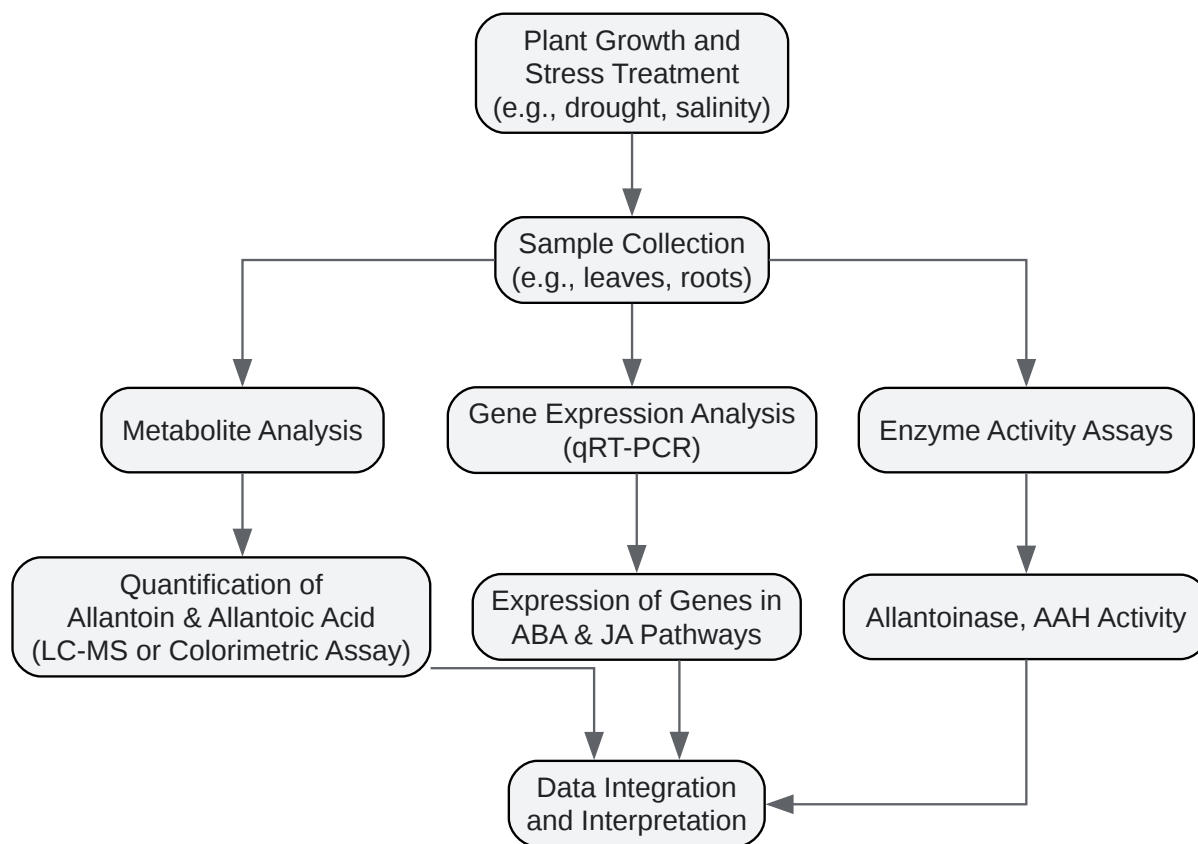 Plant Growth and
Stress Treatment
(e.g., drought, salinity)
Sample Collection
(e.g., leaves, roots)
Metabolite Analysis
Gene Expression Analysis
(qRT-PCR)
Enzyme Activity Assays
Quantification of
Allantoin & Allantoic Acid
(LC-MS or Colorimetric Assay)
Expression of Genes in
ABA & JA Pathways
Allantoinase, AAH Activity
Data Integration
and Interpretation